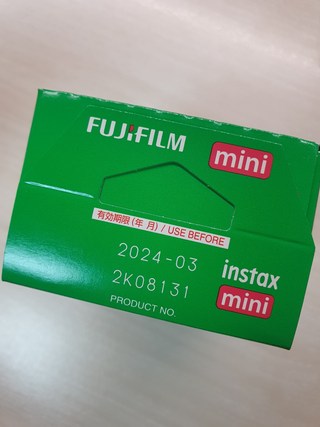 FUJIFILM
mini
有効期限(年 月) / USE BEFORE
2024-03
2K08131
PRODUCT NO.
instax
mini